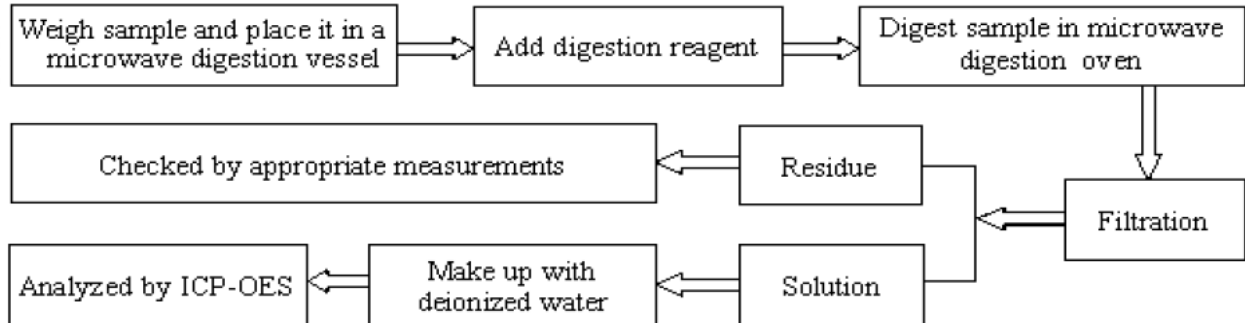 Weigh sample and place it in a
microwave digestion vessel
Add digestion reagent
Digest sample in microwave
digestion oven
Checked by appropriate measurements
Residue
Filtration
Analyzed by ICP-OES
Make up with
deionized water
Solution